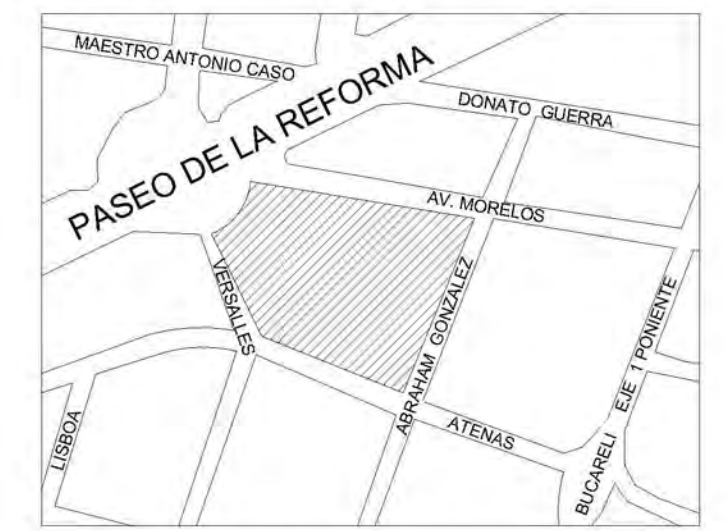 MAESTRO ANTONIO CASO
PASEO DE LA REFORMA
DONATO GUERRA
AV. MORELOS
VERSALLES
ABRAHAM GONZALEZ
EJE 1 PONIENTE
BUCARELI
ATENAS
LISBOA